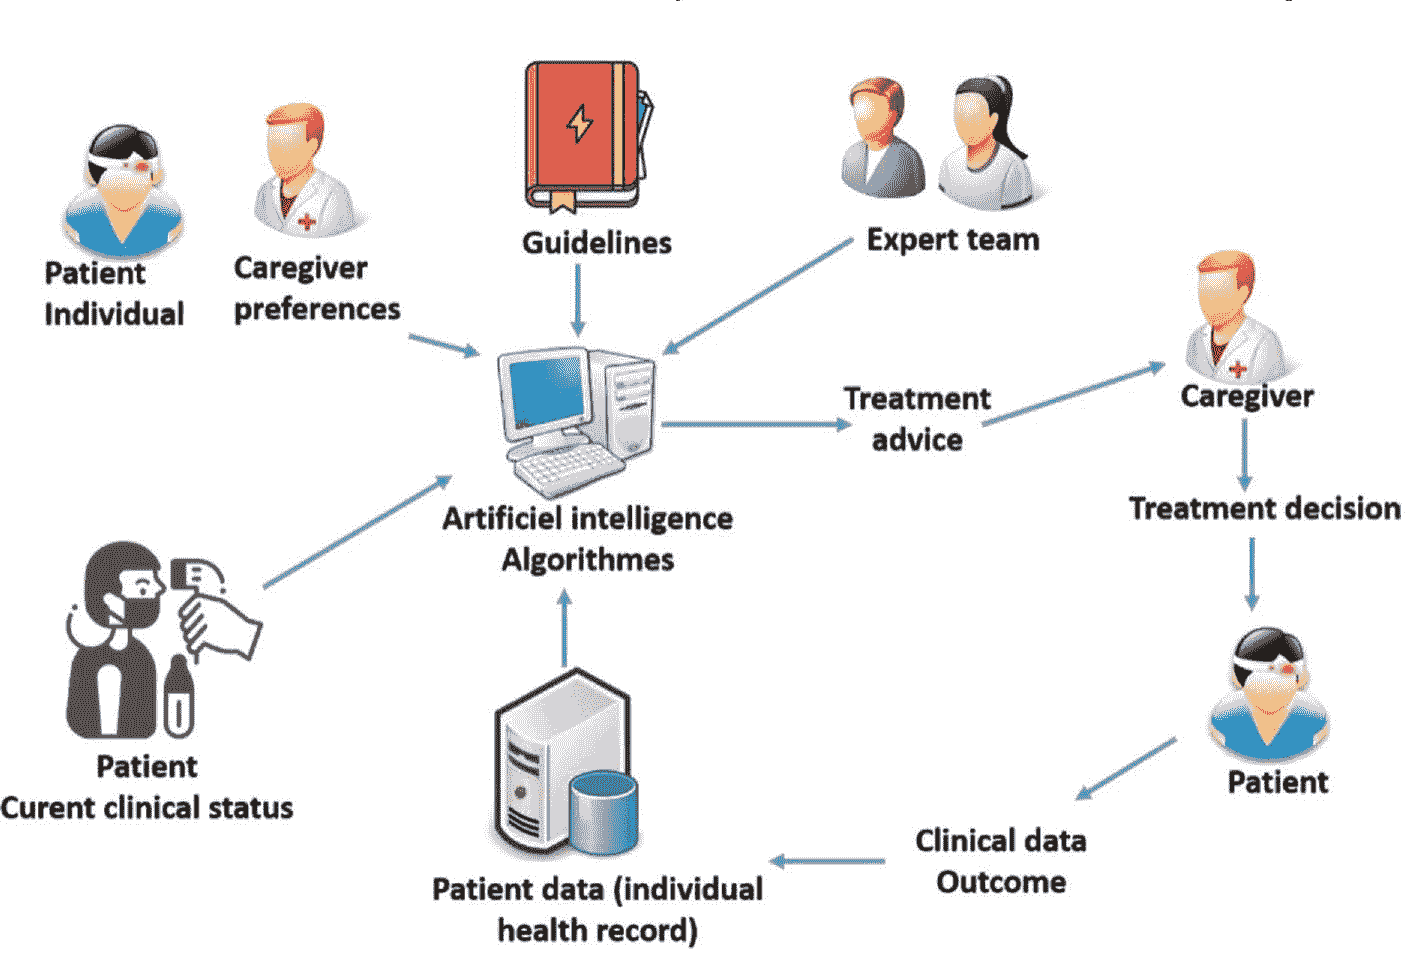 Guidelines
Expert team
Patient
Individual
Caregiver
preferences
Treatment
advice
Caregiver
Artificiel intelligence
Algorithmes
Treatment decision
Patient
Curent clinical status
Patient
Clinical data
Outcome
Patient data (individual
health record)